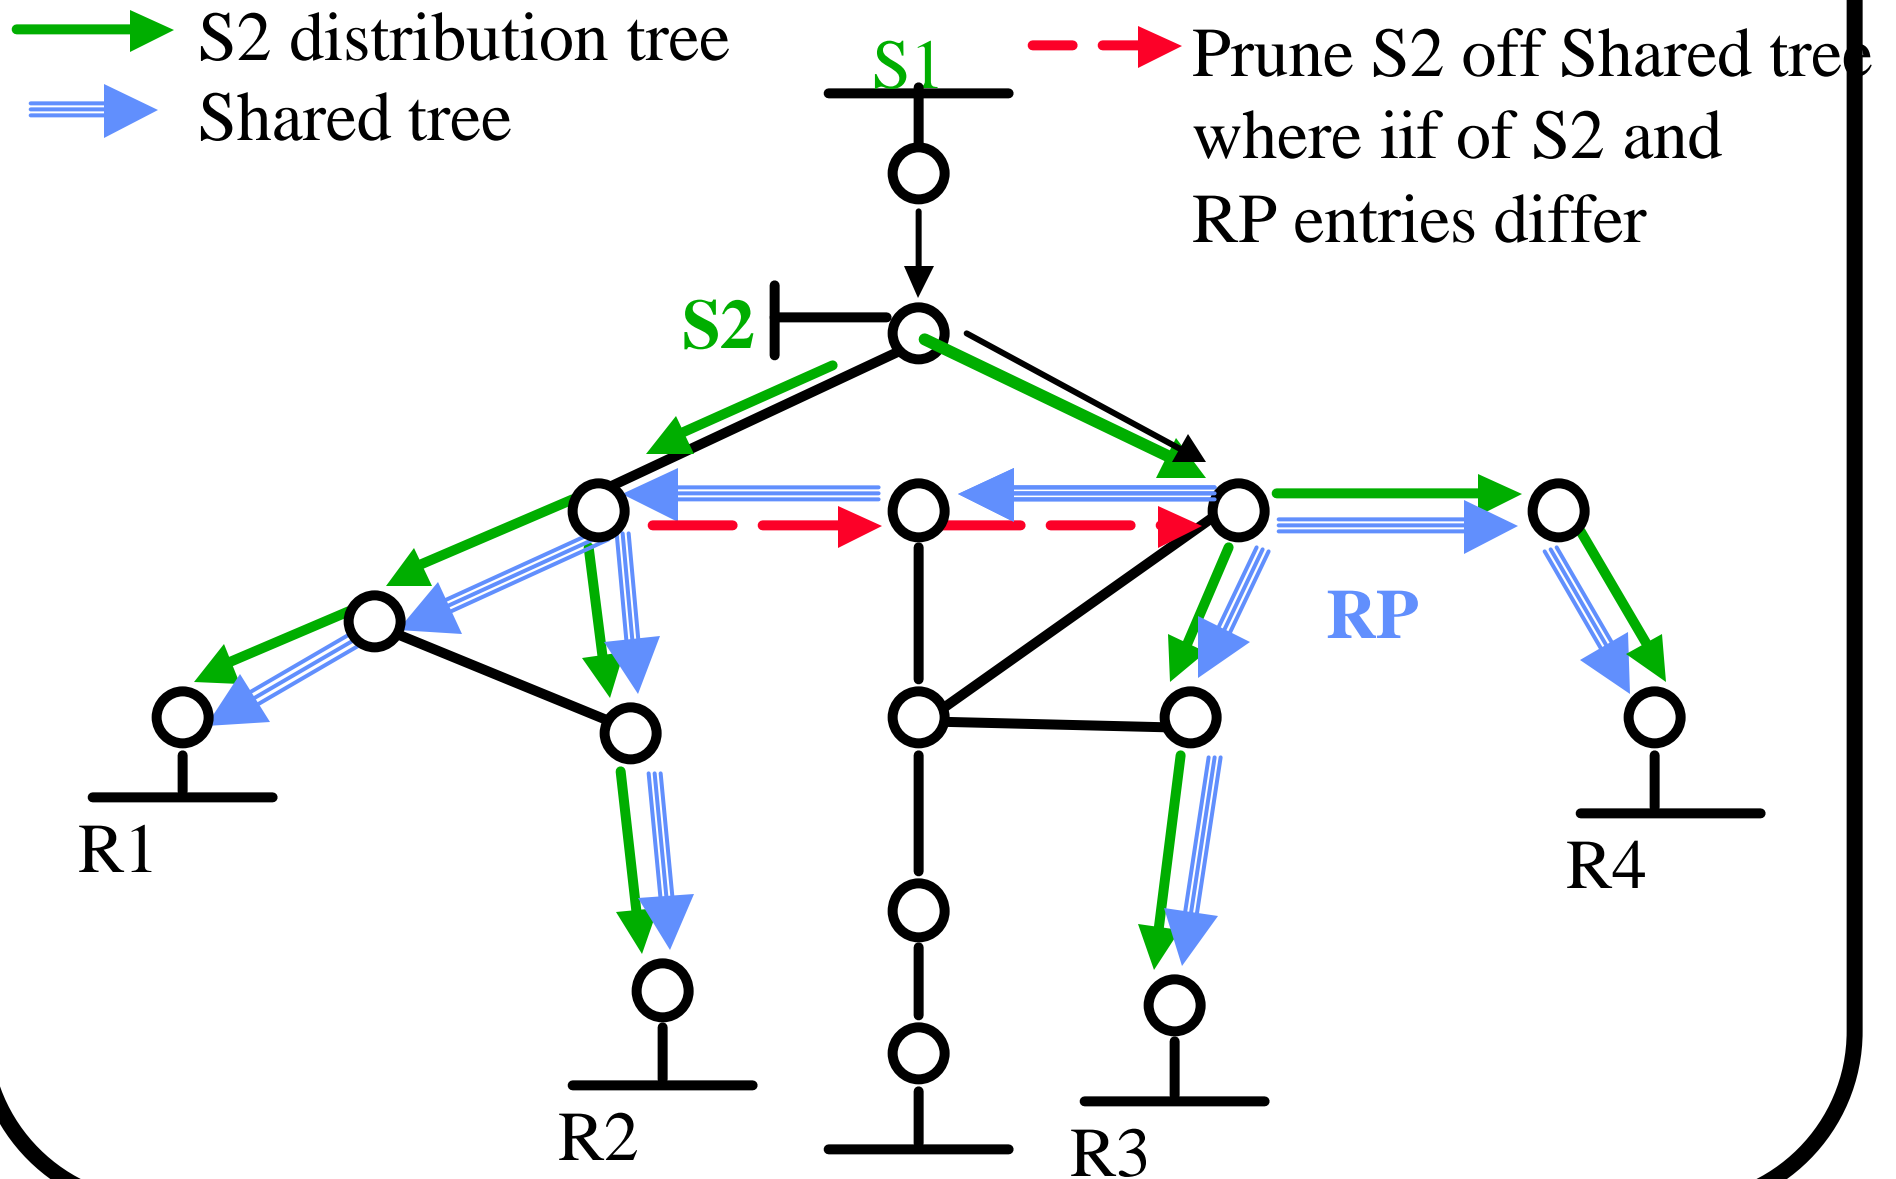 S2 distribution tree
Shared tree
S1
Prune S2 off Shared tree
where iif of S2 and
RP entries differ
S2
RP
R1
R4
R2
R3